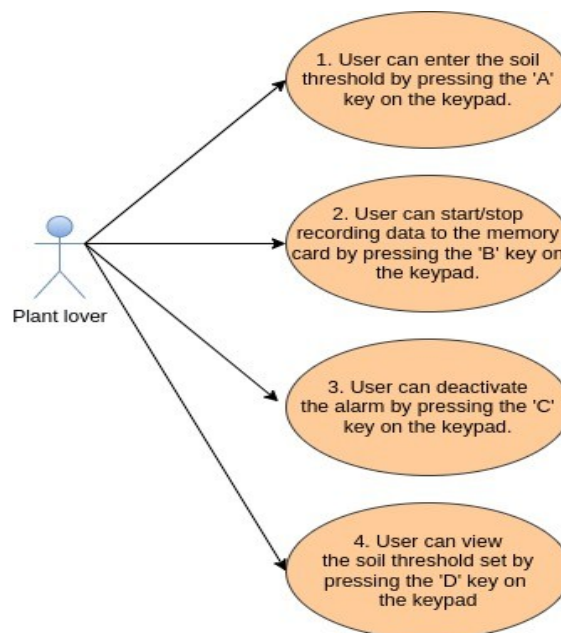 1. User can enter the soil
threshold by pressing the 'A'
key on the keypad.
2. User can start/stop
recording data to the memory
card by pressing the 'B' key on
the keypad.
Plant lover
3. User can deactivate
the alarm by pressing the 'C'
key on the keypad.
4. User can view
the soil threshold set by
pressing the 'D' key on
the keypad